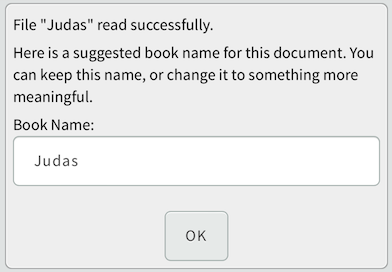 File "Judas" read successfully.
Here is a suggested book name for this document. You
can keep this name, or change it to something more
meaningful.
Book Name:
Judas
OK